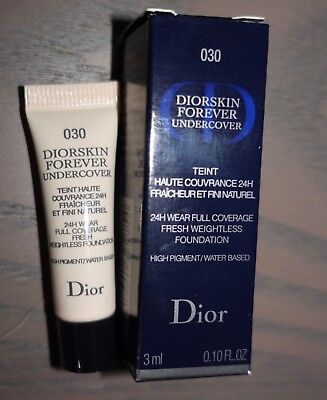 030
DIORSKIN
FOREVER
UNDERCOVER
TEINT HAUTE
COUVRANCE 24H
FRAÎCHEUR
ET FINI NATUREL
24H WEAR
FULL COVERAGE
FRESH
WEIGHTLESS FOUNDATION
HIGH PIGMENT/WATER BASED
Dior
030
DIORSKIN
FOREVER
UNDERCOVER
TEINT
HAUTE COUVRANCE 24H
FRAÎCHEUR ET FINI NATUREL
24H WEAR FULL COVERAGE
FRESH WEIGHTLESS
FOUNDATION
HIGH PIGMENT/WATER BASED
Dior
3 ml 0.10 FL.OZ